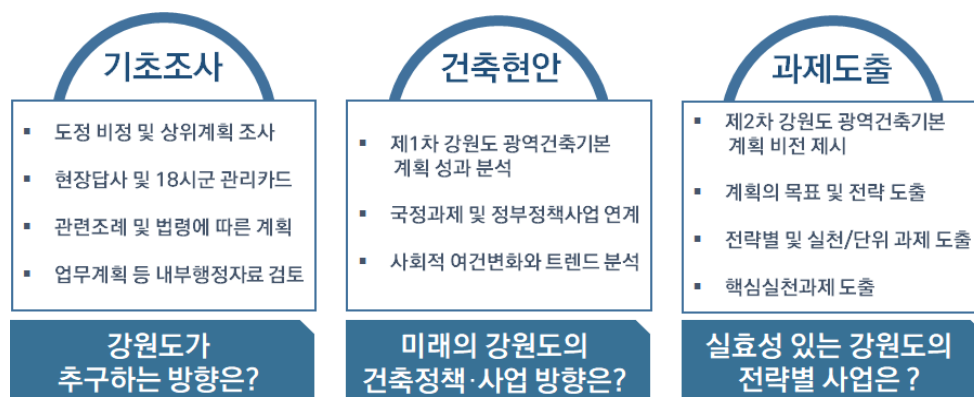 기초조사
▪ 도정 비정 및 상위계획 조사
▪ 현장답사 및 18시군 관리카드
▪ 관련조례 및 법령에 따른 계획
▪ 업무계획 등 내부행정자료 검토
강원도가
추구하는 방향은?
건축현안
▪ 제1차 강원도 광역건축기본
계획 성과 분석
▪ 국정과제 및 정부정책사업 연계
▪ 사회적 여건변화와 트렌드 분석
미래의 강원도의
건축정책·사업 방향은?
과제도출
▪ 제2차 강원도 광역건축기본
계획 비전 제시
▪ 계획의 목표 및 전략 도출
▪ 전략별 및 실천/단위 과제 도출
▪ 핵심실천과제 도출
실효성 있는 강원도의
전략별 사업은 ?